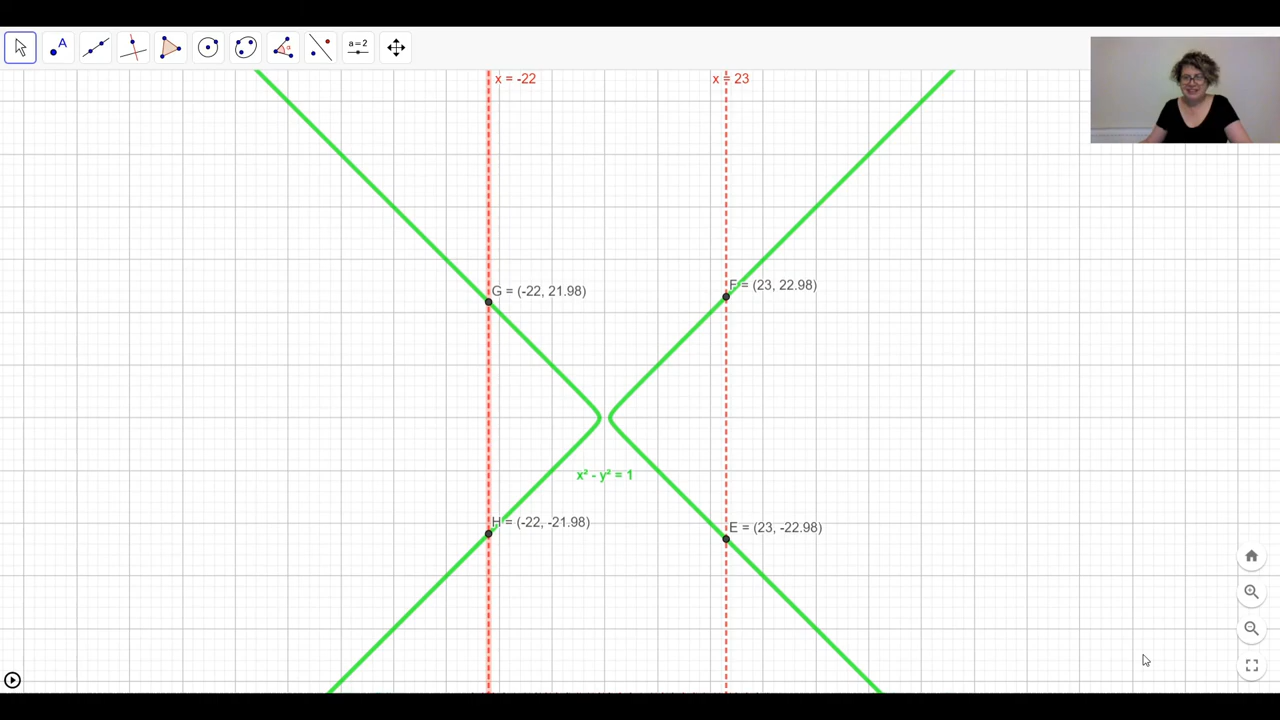 A
a=2
x = -22
x = 23
G = (-22, 21.98)
F = (23, 22.98)
x² - y² = 1
H = (-22, -21.98)
E = (23, -22.98)